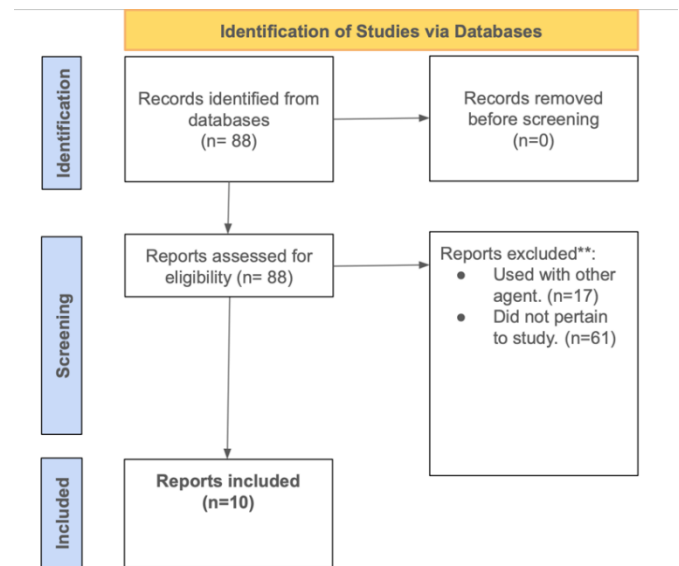 Identification of Studies via Databases
Identification
Records identified from
databases
(n= 88)
Records removed
before screening
(n=0)
Screening
Reports assessed for
eligibility (n= 88)
Reports excluded**:
● Used with other
agent. (n=17)
● Did not pertain
to study. (n=61)
Included
Reports included
(n=10)